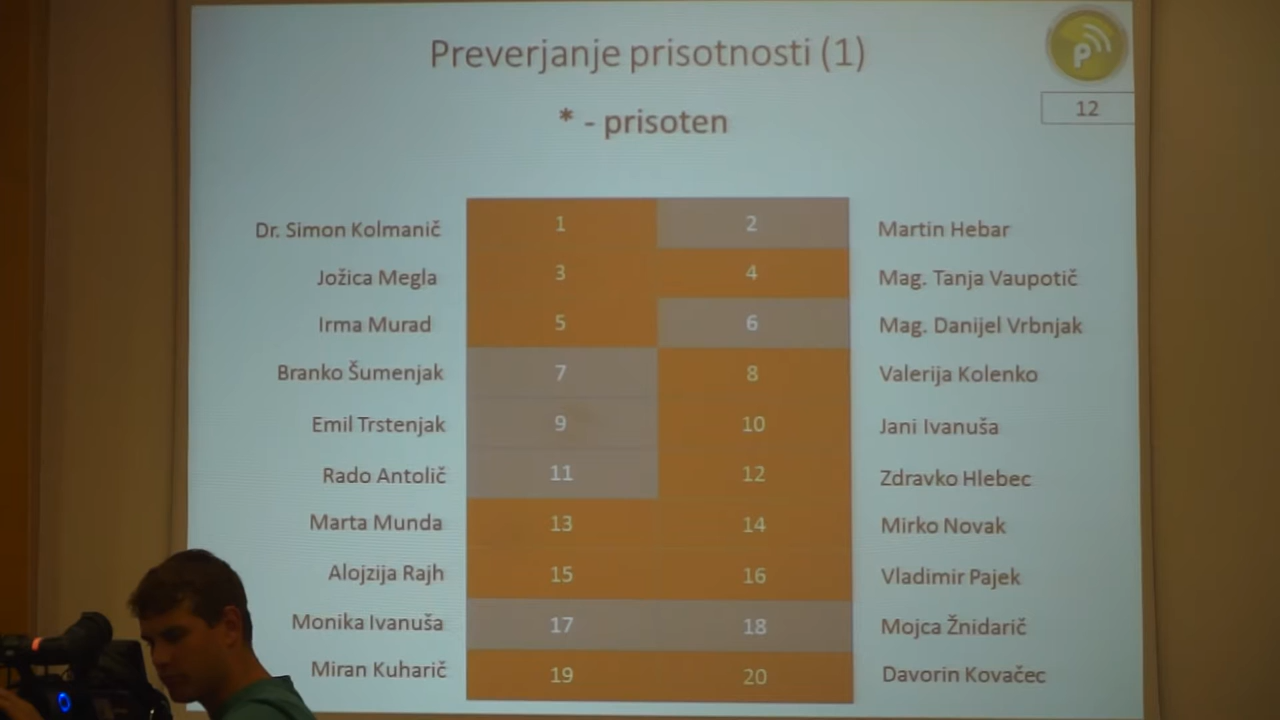 Preverjanje prisotnosti (1)
P
12
* - prisoten
Dr. Simon Kolmanič 1 2 Martin Hebar
Jožica Megla 3 4 Mag. Tanja Vaupotič
Irma Murad 5 6 Mag. Danijel Vrbnjak
Branko Šumenjak 7 8 Valerija Kolenko
Emil Trstenjak 9 10 Jani Ivanuša
Rado Antolič 11 12 Zdravko Hlebec
Marta Munda 13 14 Mirko Novak
Alojzija Rajh 15 16 Vladimir Pajek
Monika Ivanuša 17 18 Mojca Žnidarič
Miran Kuharič 19 20 Davorin Kovačec